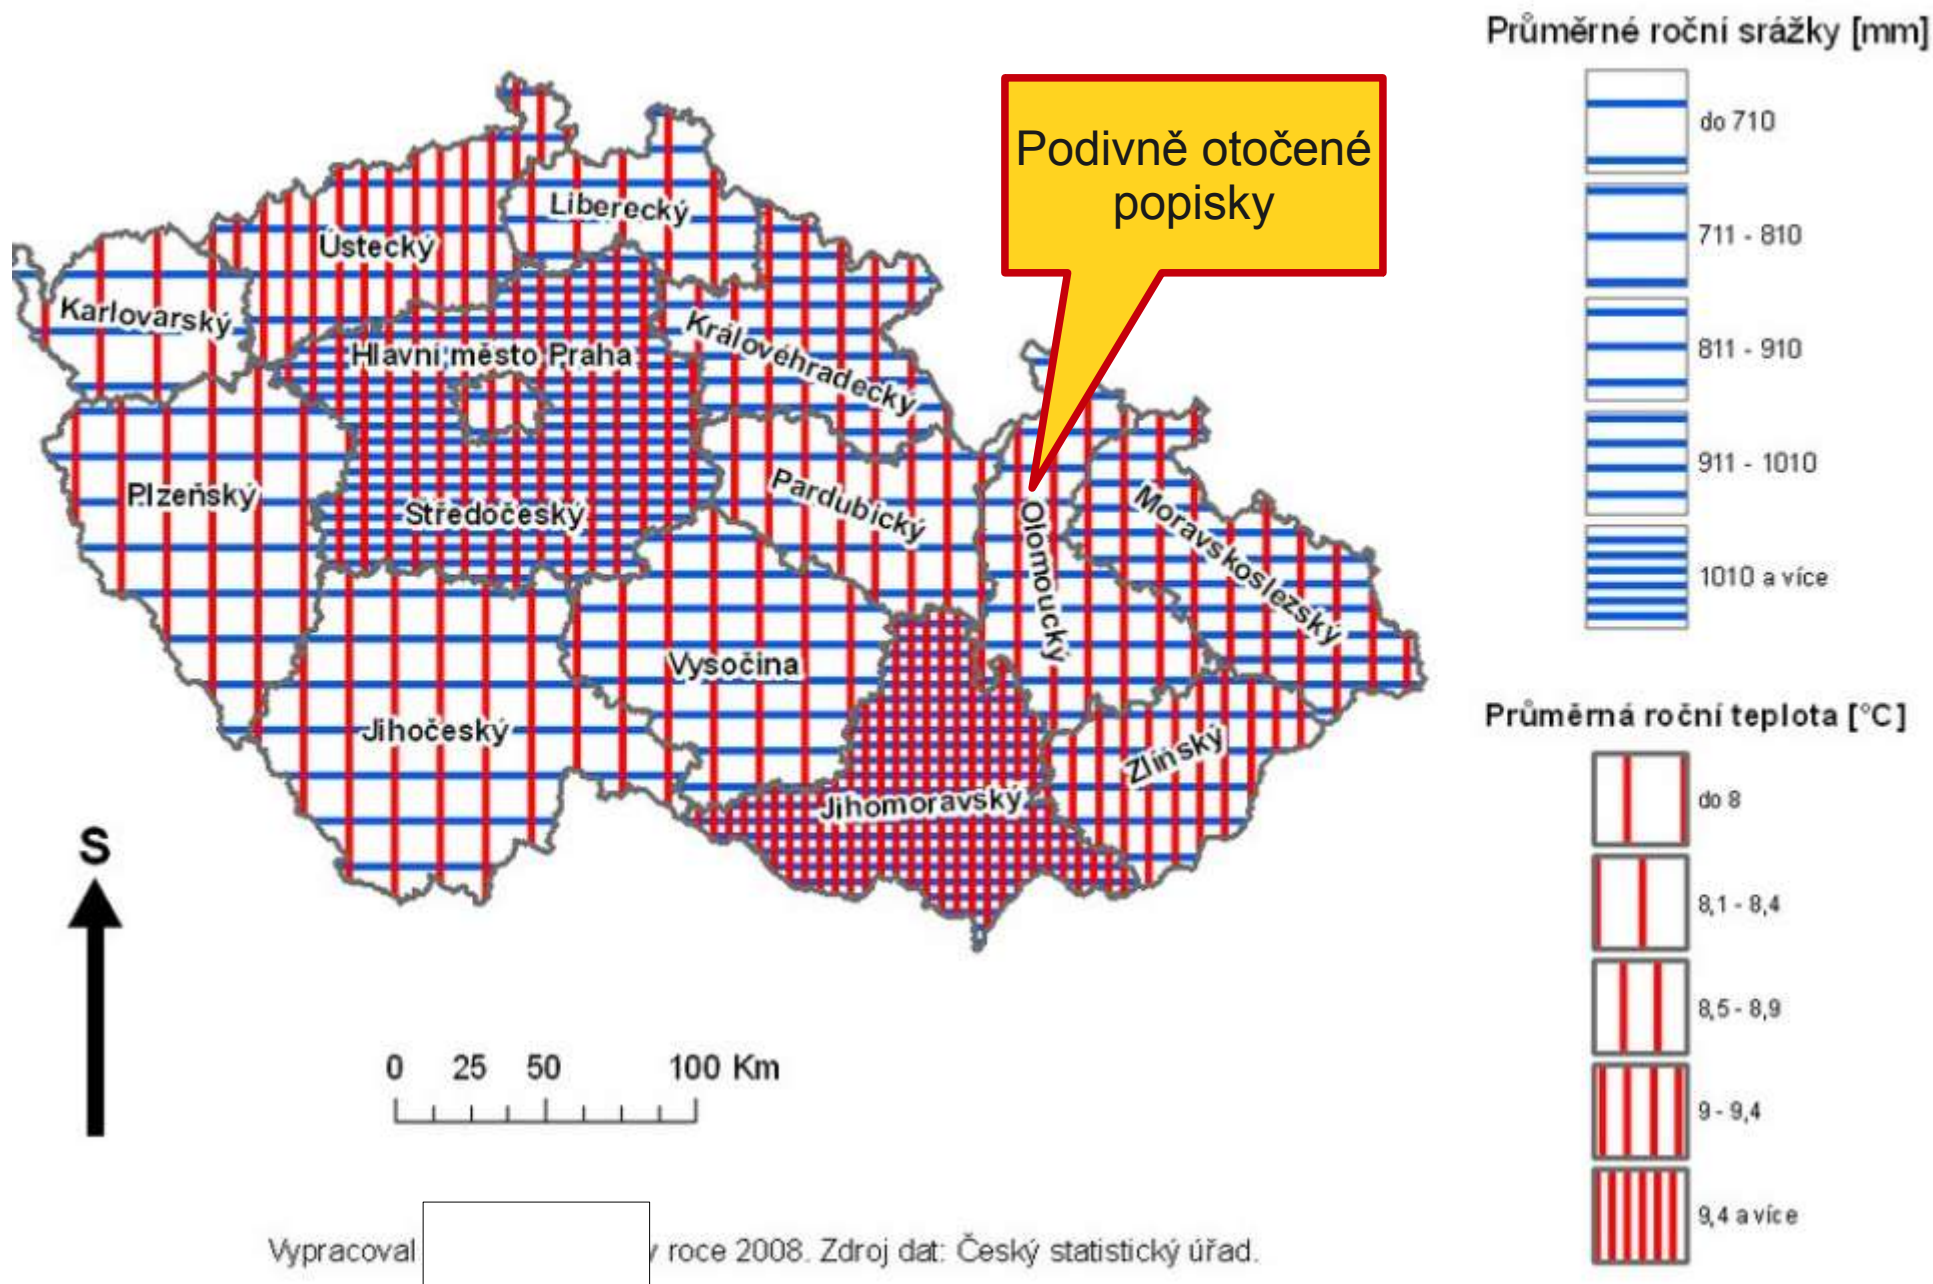 Průměrné roční srážky [mm]
do 710
711 - 810
811 - 910
911 - 1010
1010 a více
Podivně otočené
popisky
Liberecký
Ústecký
Karlovarský
Hlavní město Praha
Královéhradecký
Plzeňský
Středočeský
Pardubický
Olomoucký
Moravskoslezský
Vysočina
Jihočeský
Zlínský
Jihomoravský
Průměrná roční teplota [°C]
do 8
8,1 - 8,4
8,5 - 8,9
9 - 9,4
9,4 a více
S
0 25 50 100 Km
Vypracoval v roce 2008. Zdroj dat: Český statistický úřad.